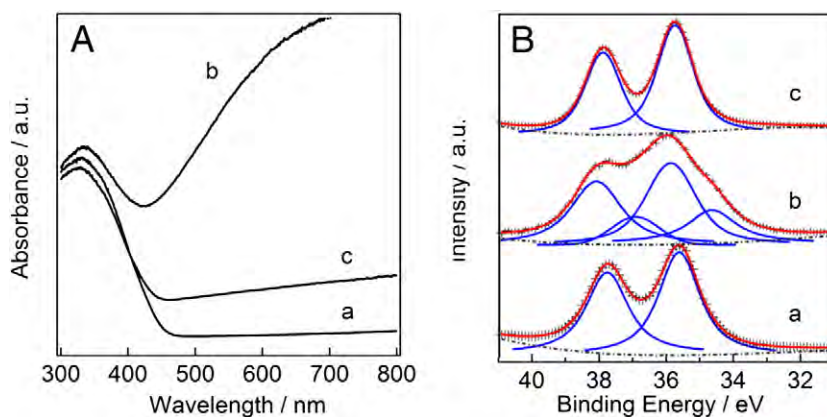 A
b
c
a
Absorbance / a.u.
300 400 500 600 700 800
Wavelength / nm
B
c
b
a
Intensity / a.u.
40 38 36 34 32
Binding Energy / eV